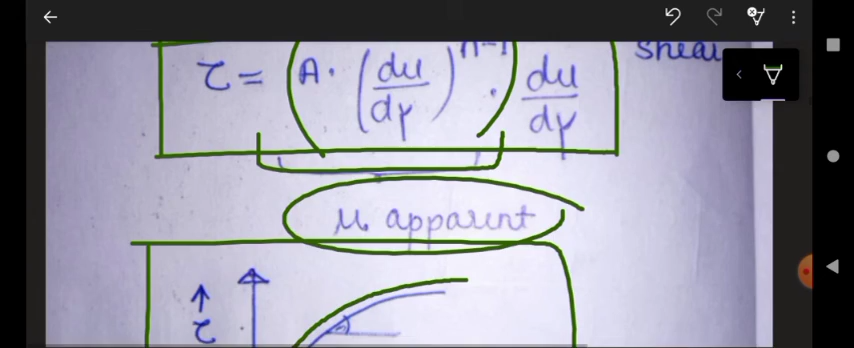 shear
τ = (A · (du/dy)^n-1 · ) du/dy
μ apparent
↑ τ